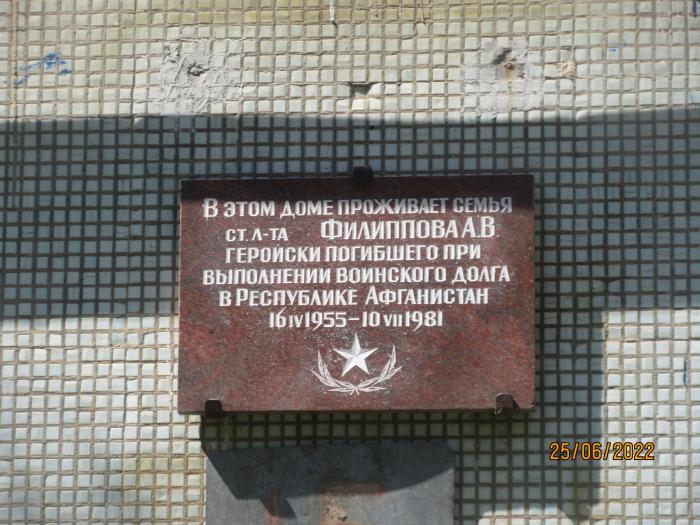 В ЭТОМ ДОМЕ ПРОЖИВАЕТ СЕМЬЯ
СТ. Л-ТА ФИЛИППОВА А.В
ГЕРОЙСКИ ПОГИБШЕГО ПРИ
ВЫПОЛНЕНИИ ВОИНСКОГО ДОЛГА
В РЕСПУБЛИКЕ АФГАНИСТАН
16 IV 1955 – 10 VII 1981
25/06/2022